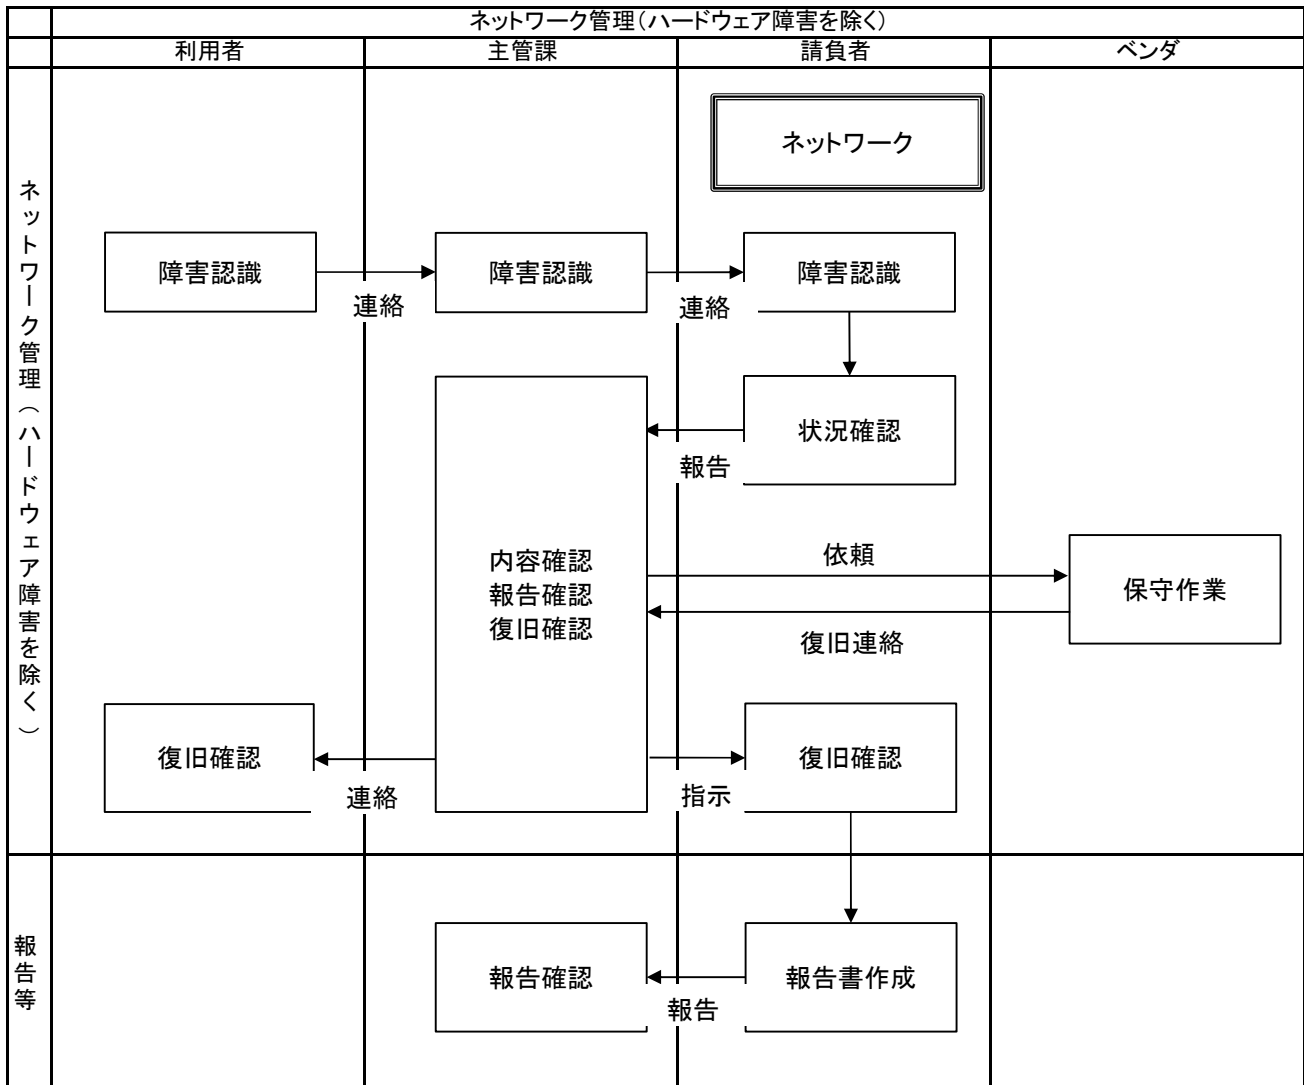 ネットワーク管理(ハードウェア障害を除く)
利用者
主管課
請負者
ベンダ
ネットワーク管理(ハードウェア障害を除く)
ネットワーク
障害認識
障害認識
障害認識
連絡
連絡
状況確認
報告
内容確認
報告確認
復旧確認
依頼
保守作業
復旧連絡
復旧確認
復旧確認
連絡
指示
報告等
報告確認
報告書作成
報告